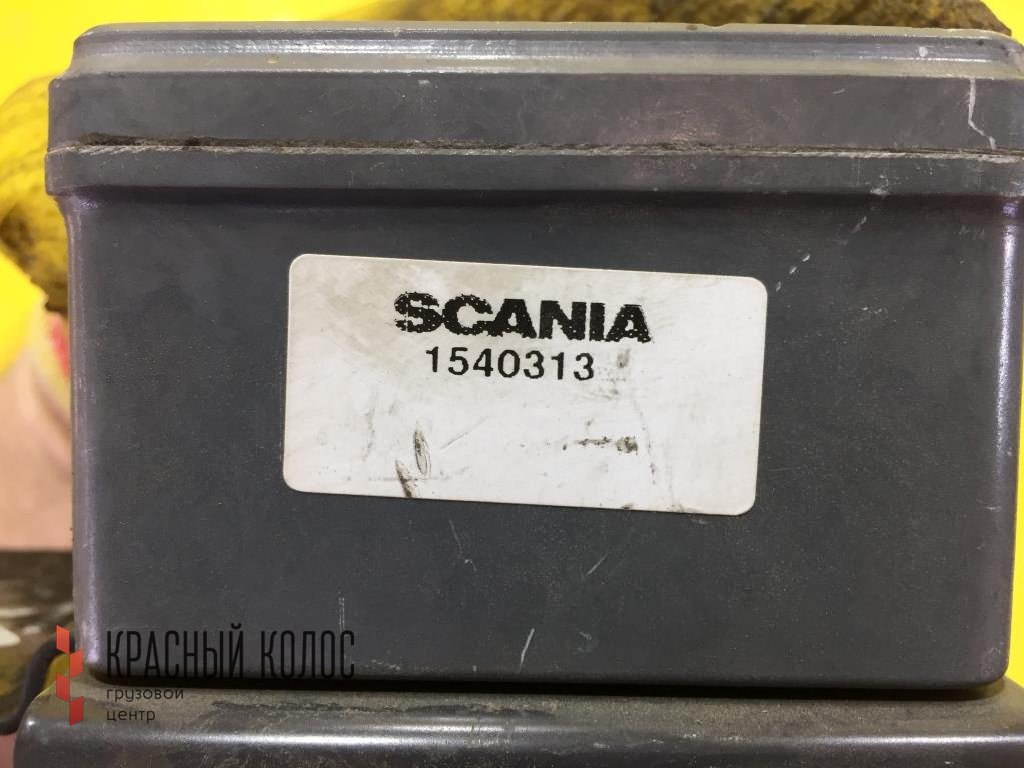 SCANIA
1540313
КРАСНЫЙ КОЛОС
грузовой
центр